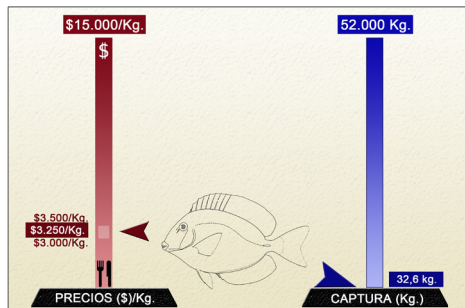 $15.000/Kg.
52.000 Kg.
$
$3.500/Kg.
$3.250/Kg.
$3.000/Kg.
32,6 kg.
PRECIOS ($)/Kg.
CAPTURA (Kg.)